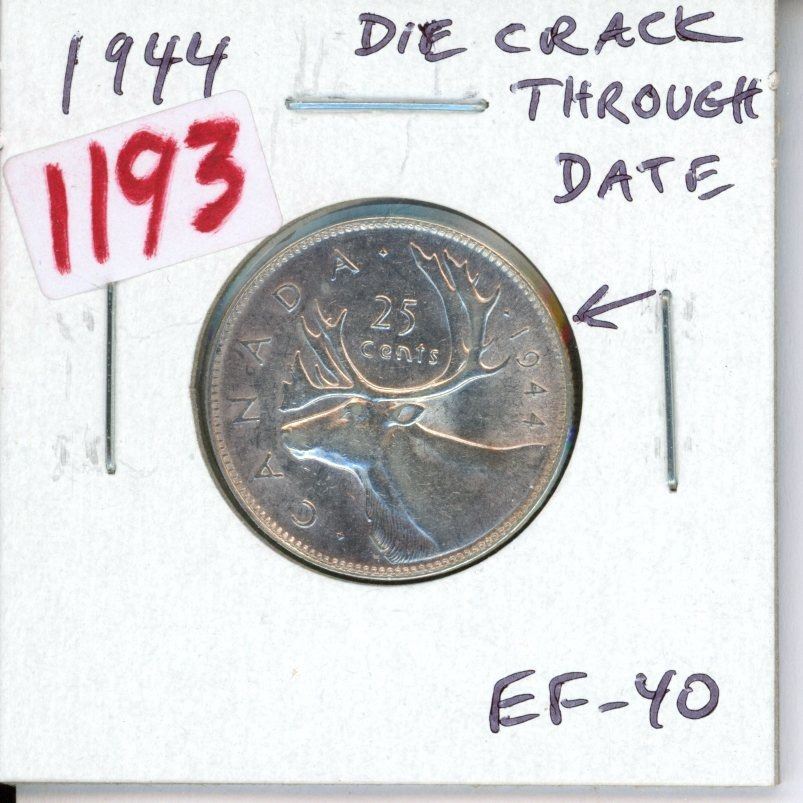 1944
DIE CRACK
THROUGH
DATE
1193
CANADA
25
cents
1944
EF-40